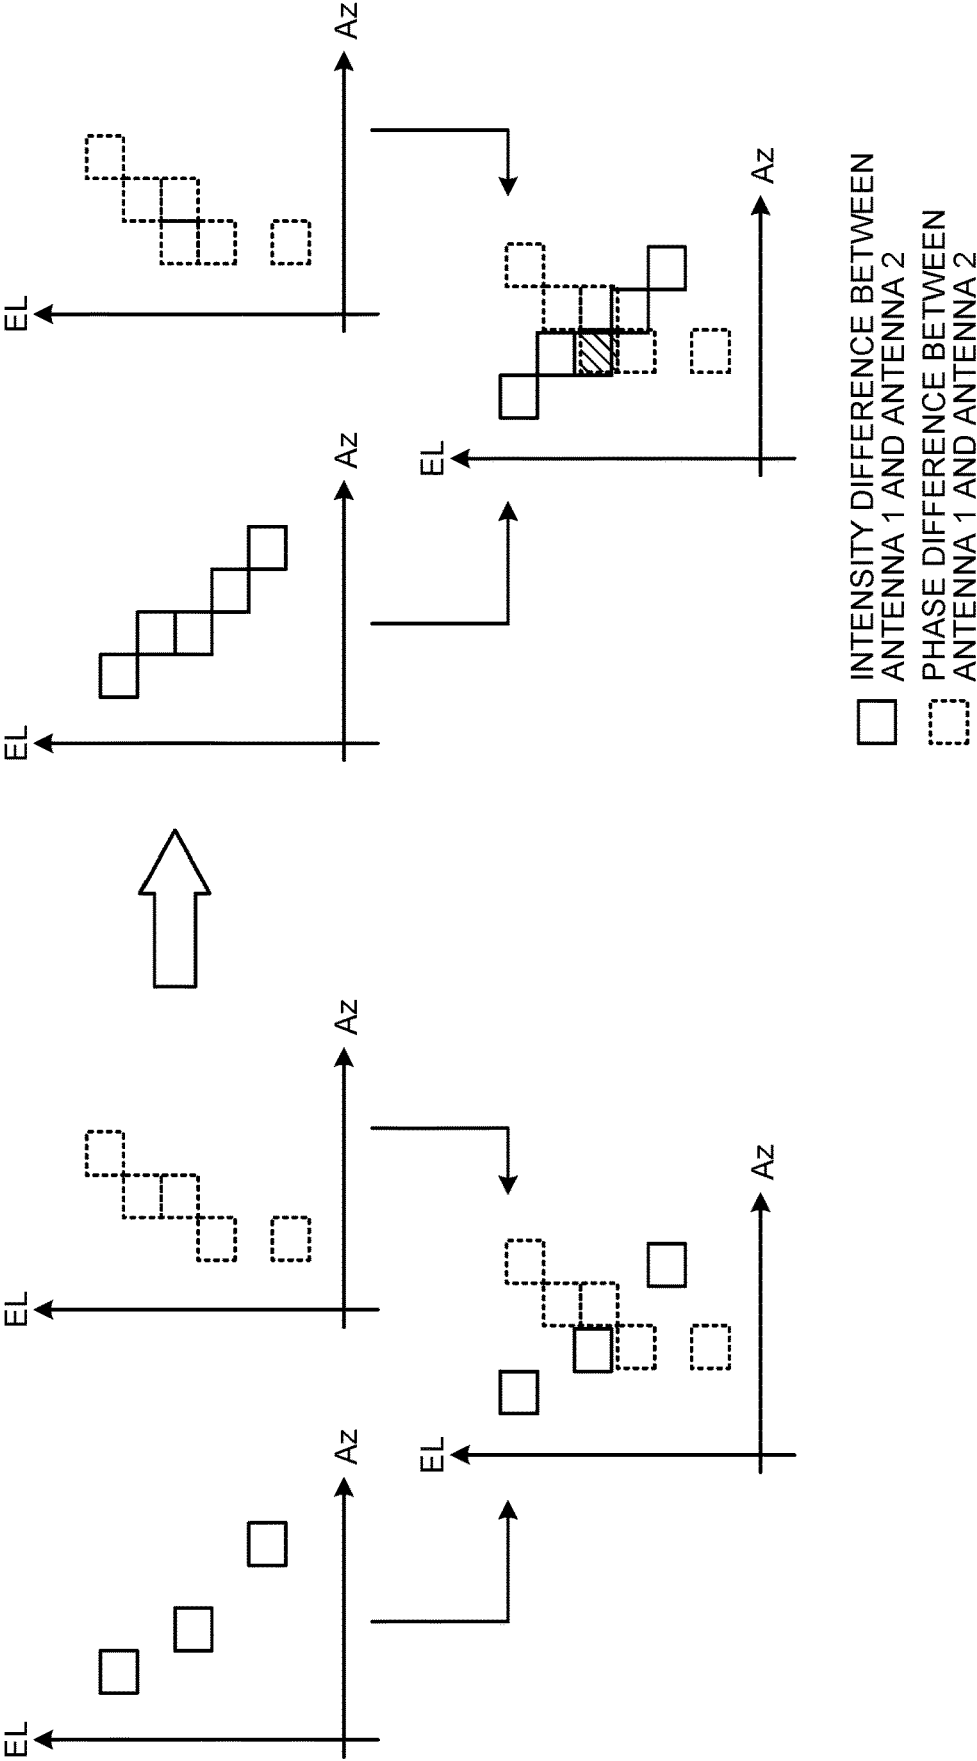 EL
Az
EL
Az
EL
Az
EL
Az
EL
Az
EL
Az
INTENSITY DIFFERENCE BETWEEN
ANTENNA 1 AND ANTENNA 2
PHASE DIFFERENCE BETWEEN
ANTENNA 1 AND ANTENNA 2